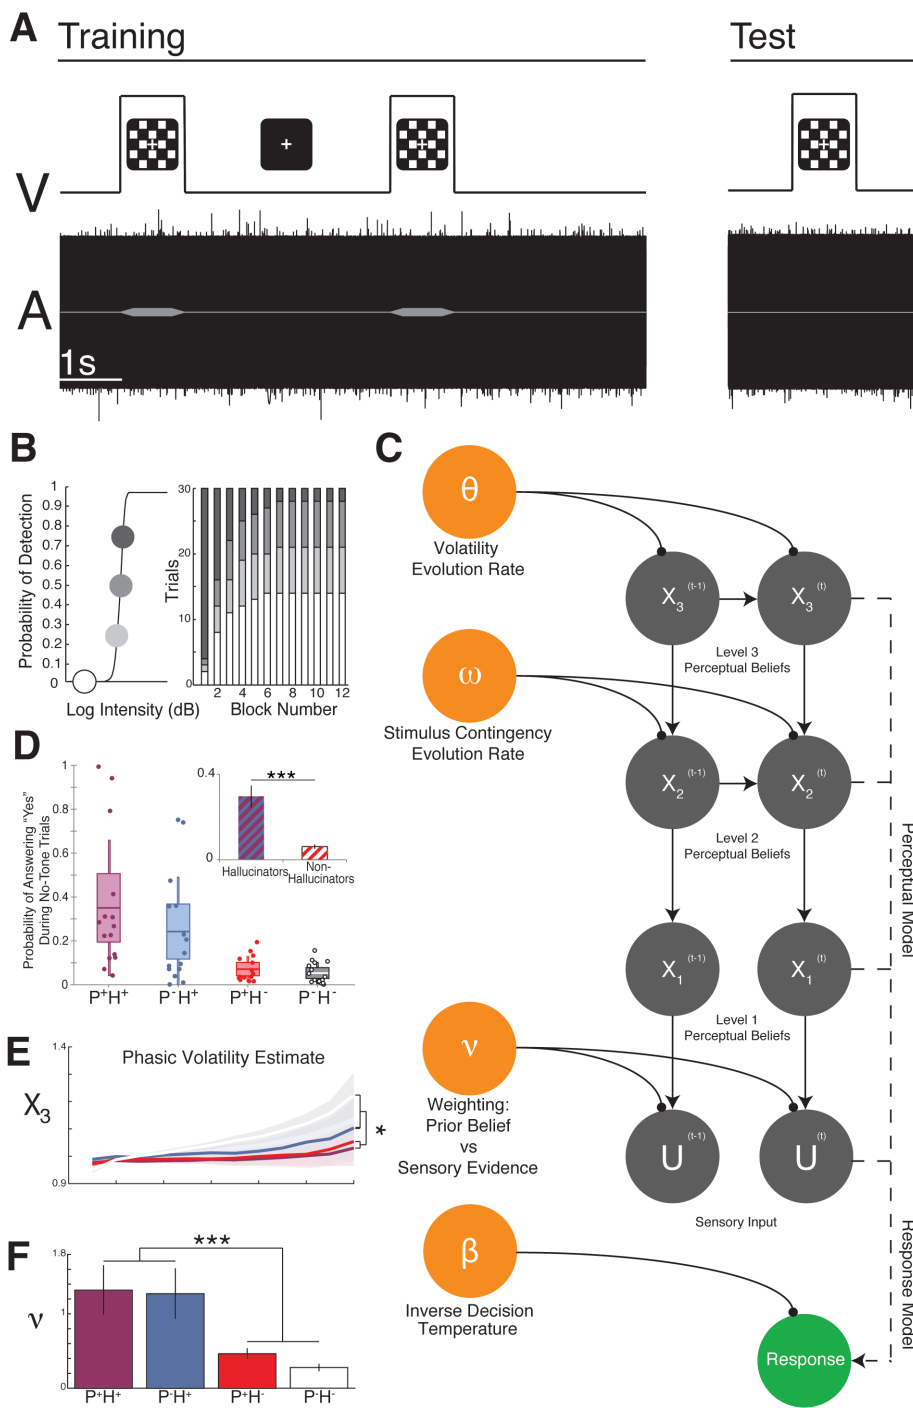 A
Training
Test
V
A
1s
B
Probability of Detection
1
0.9
0.8
0.7
0.6
0.5
0.4
0.3
0.2
0.1
0
Log Intensity (dB)
Trials
30
20
10
0
2 4 6 8 10 12
Block Number
C
θ
Volatility
Evolution Rate
X3 (t-1)
X3 (t)
Level 3
Perceptual Beliefs
ω
Stimulus Contingency
Evolution Rate
X2 (t-1)
X2 (t)
Level 2
Perceptual Beliefs
X1 (t-1)
X1 (t)
Level 1
Perceptual Beliefs
ν
Weighting:
Prior Belief
vs
Sensory Evidence
U (t-1)
U (t)
Sensory Input
β
Inverse Decision
Temperature
Response
Perceptual Model
Response Model
D
Probability of Answering “Yes”
During No-Tone Trials
1
0.8
0.6
0.4
0.2
0
P+H+
P-H+
P+H-
P-H-
0.4
0
***
Hallucinators
Non-
Hallucinators
E
Phasic Volatility Estimate
1.4
X3
0.9
*
F
***
1.8
1
0
ν
P+H+
P-H+
P+H-
P-H-